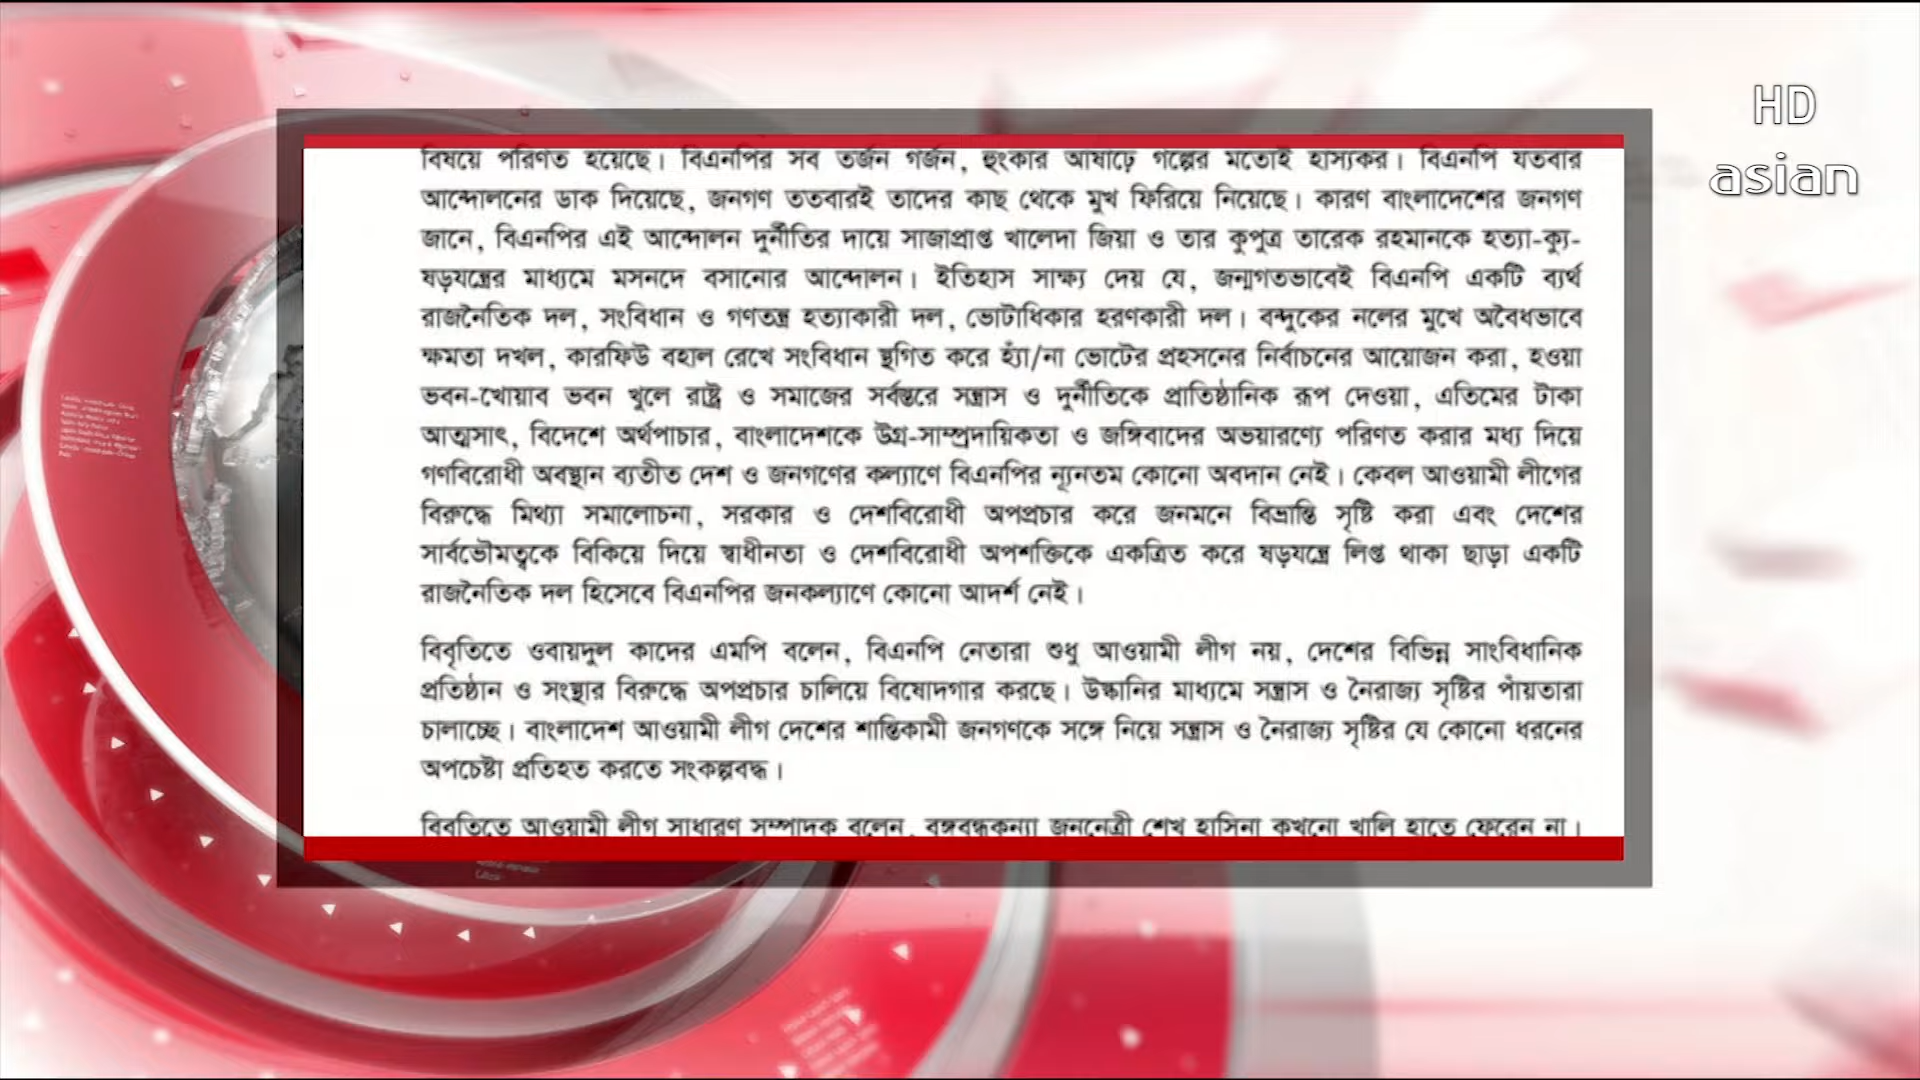 HD
asian
বিষয়ে পরিণত হয়েছে। বিএনপির সব তর্জন গর্জন, হুংকার আষাঢ়ে গল্পের মতোই হাস্যকর। বিএনপি যতবার
আন্দোলনের ডাক দিয়েছে, জনগণ ততবারই তাদের কাছ থেকে মুখ ফিরিয়ে নিয়েছে। কারণ বাংলাদেশের জনগণ
জানে, বিএনপির এই আন্দোলন দুর্নীতির দায়ে সাজাপ্রাপ্ত খালেদা জিয়া ও তার কুপুত্র তারেক রহমানকে হত্যা-ক্যু-
ষড়যন্ত্রের মাধ্যমে মসনদে বসানোর আন্দোলন। ইতিহাস সাক্ষ্য দেয় যে, জন্মগতভাবেই বিএনপি একটি ব্যর্থ
রাজনৈতিক দল, সংবিধান ও গণতন্ত্র হত্যাকারী দল, ভোটাধিকার হরণকারী দল। বন্দুকের নলের মুখে অবৈধভাবে
ক্ষমতা দখল, কারফিউ বহাল রেখে সংবিধান স্থগিত করে হ্যাঁ/না ভোটের প্রহসনের নির্বাচনের আয়োজন করা, হওয়া
ভবন-খোয়াব ভবন খুলে রাষ্ট্র ও সমাজের সর্বস্তরে সন্ত্রাস ও দুর্নীতিকে প্রাতিষ্ঠানিক রূপ দেওয়া, এতিমের টাকা
আত্মসাৎ, বিদেশে অর্থপাচার, বাংলাদেশকে উগ্র-সাম্প্রদায়িকতা ও জঙ্গিবাদের অভয়ারণ্যে পরিণত করার মধ্য দিয়ে
গণবিরোধী অবস্থান ব্যতীত দেশ ও জনগণের কল্যাণে বিএনপির ন্যূনতম কোনো অবদান নেই। কেবল আওয়ামী লীগের
বিরুদ্ধে মিথ্যা সমালোচনা, সরকার ও দেশবিরোধী অপপ্রচার করে জনমনে বিভ্রান্তি সৃষ্টি করা এবং দেশের
সার্বভৌমত্বকে বিকিয়ে দিয়ে স্বাধীনতা ও দেশবিরোধী অপশক্তিকে একত্রিত করে ষড়যন্ত্রে লিপ্ত থাকা ছাড়া একটি
রাজনৈতিক দল হিসেবে বিএনপির জনকল্যাণে কোনো আদর্শ নেই।
বিবৃতিতে ওবায়দুল কাদের এমপি বলেন, বিএনপি নেতারা শুধু আওয়ামী লীগ নয়, দেশের বিভিন্ন সাংবিধানিক
প্রতিষ্ঠান ও সংস্থার বিরুদ্ধে অপপ্রচার চালিয়ে বিষোদগার করছে। উস্কানির মাধ্যমে সন্ত্রাস ও নৈরাজ্য সৃষ্টির পাঁয়তারা
চালাচ্ছে। বাংলাদেশ আওয়ামী লীগ দেশের শান্তিকামী জনগণকে সঙ্গে নিয়ে সন্ত্রাস ও নৈরাজ্য সৃষ্টির যে কোনো ধরনের
অপচেষ্টা প্রতিহত করতে সংকল্পবদ্ধ।
বিবৃতিতে আওয়ামী লীগ সাধারণ সম্পাদক বলেন, বঙ্গবন্ধুকন্যা জননেত্রী শেখ হাসিনা কখনো খালি হাতে ফেরেন না।